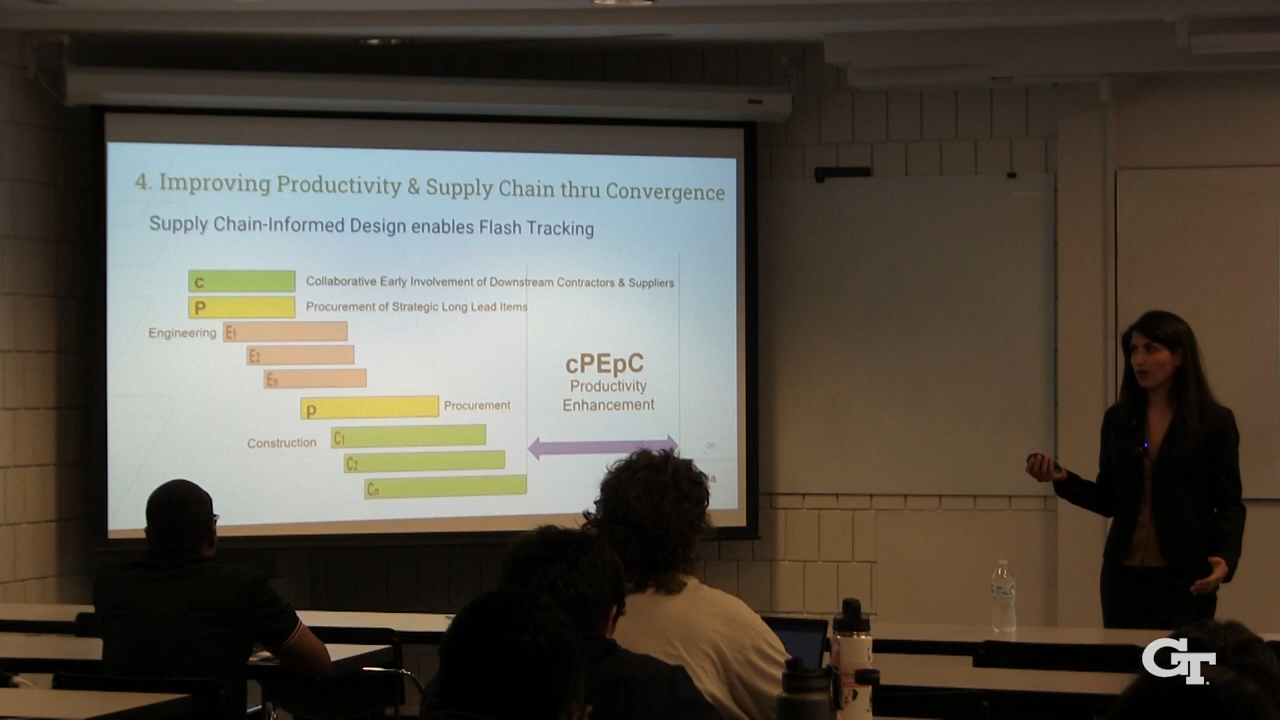 4. Improving Productivity & Supply Chain thru Convergence
Supply Chain-Informed Design enables Flash Tracking
C Collaborative Early Involvement of Downstream Contractors & Suppliers
P Procurement of Strategic Long Lead Items
Engineering E1
E2
En
cPEpC
Productivity
Enhancement
p Procurement
Construction C1
C2
Cn
20
GT